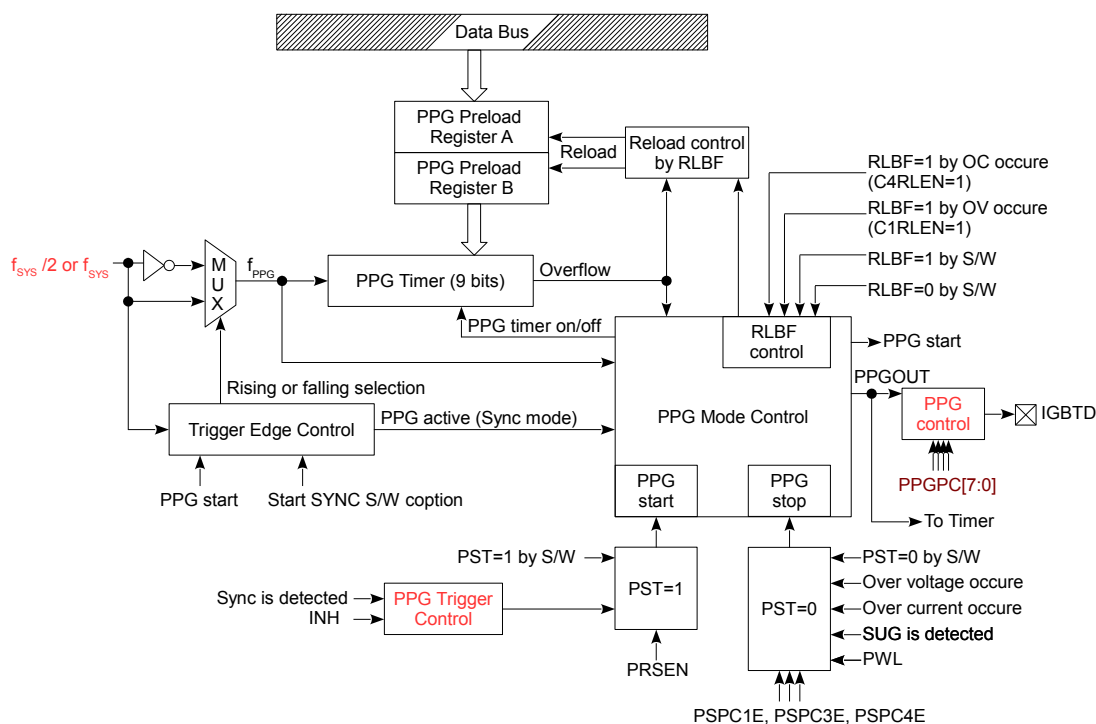 Data Bus
PPG Preload
Register A
PPG Preload
Register B
Reload
Reload control
by RLBF
RLBF=1 by OC occure
(C4RLEN=1)
RLBF=1 by OV occure
(C1RLEN=1)
RLBF=1 by S/W
RLBF=0 by S/W
fSYS /2 or fSYS
MUX
fPPG
PPG Timer (9 bits)
Overflow
PPG timer on/off
RLBF
control
PPG start
Rising or falling selection
PPGOUT
Trigger Edge Control
PPG active (Sync mode)
PPG Mode Control
PPG
control
IGBTD
PPG start
Start SYNC S/W coption
PPG
start
PPG
stop
PPGPC[7:0]
To Timer
PST=1 by S/W
PST=1
PST=0
PST=0 by S/W
Over voltage occure
Over current occure
SUG is detected
PWL
Sync is detected
INH
PPG Trigger
Control
PRSEN
PSPC1E, PSPC3E, PSPC4E